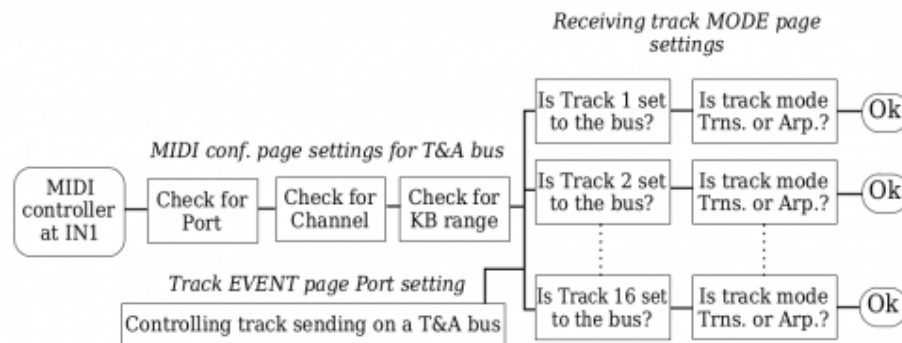 Receiving track MODE page
settings
MIDI conf. page settings for T&A bus
MIDI
controller
at IN1
Check for
Port
Check for
Channel
Check for
KB range
Is Track 1 set
to the bus?
Is track mode
Trns. or Arp.?
Ok
Is Track 2 set
to the bus?
Is track mode
Trns. or Arp.?
Ok
Track EVENT page Port setting
Controlling track sending on a T&A bus
Is Track 16 set
to the bus?
Is track mode
Trns. or Arp.?
Ok